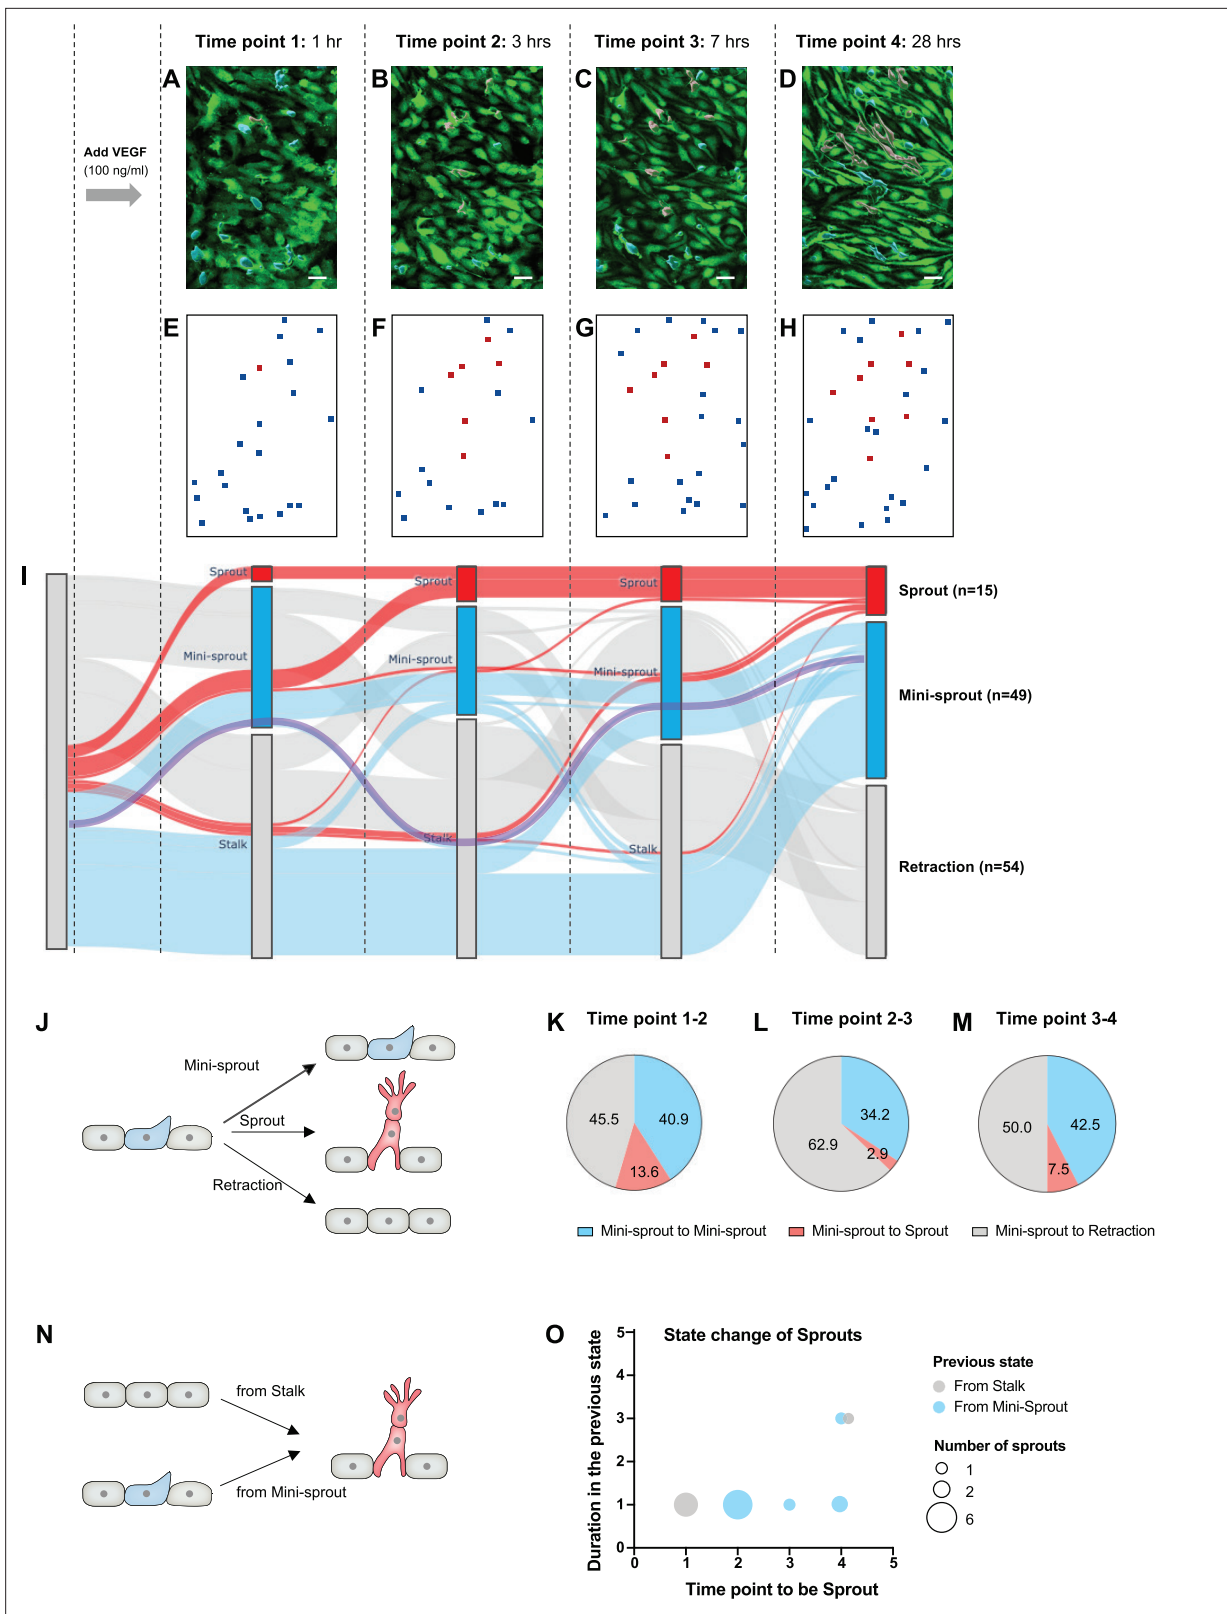 Time point 1: 1 hr
Time point 2: 3 hrs
Time point 3: 7 hrs
Time point 4: 28 hrs
A
B
C
D
Add VEGF
(100 ng/ml)
E
F
G
H
I
Sprout
Sprout
Sprout
Sprout (n=15)
Mini-sprout
Mini-sprout
Mini-sprout
Mini-sprout (n=49)
Stalk
Stalk
Stalk
Retraction (n=54)
J
Mini-sprout
Sprout
Retraction
K
Time point 1-2
45.5
40.9
13.6
L
Time point 2-3
34.2
62.9
2.9
M
Time point 3-4
50.0
42.5
7.5
Mini-sprout to Mini-sprout
Mini-sprout to Sprout
Mini-sprout to Retraction
N
from Stalk
from Mini-sprout
O
State change of Sprouts
Duration in the previous state
5
4
3
2
1
0
0
1
2
3
4
5
Time point to be Sprout
Previous state
From Stalk
From Mini-Sprout
Number of sprouts
1
2
6